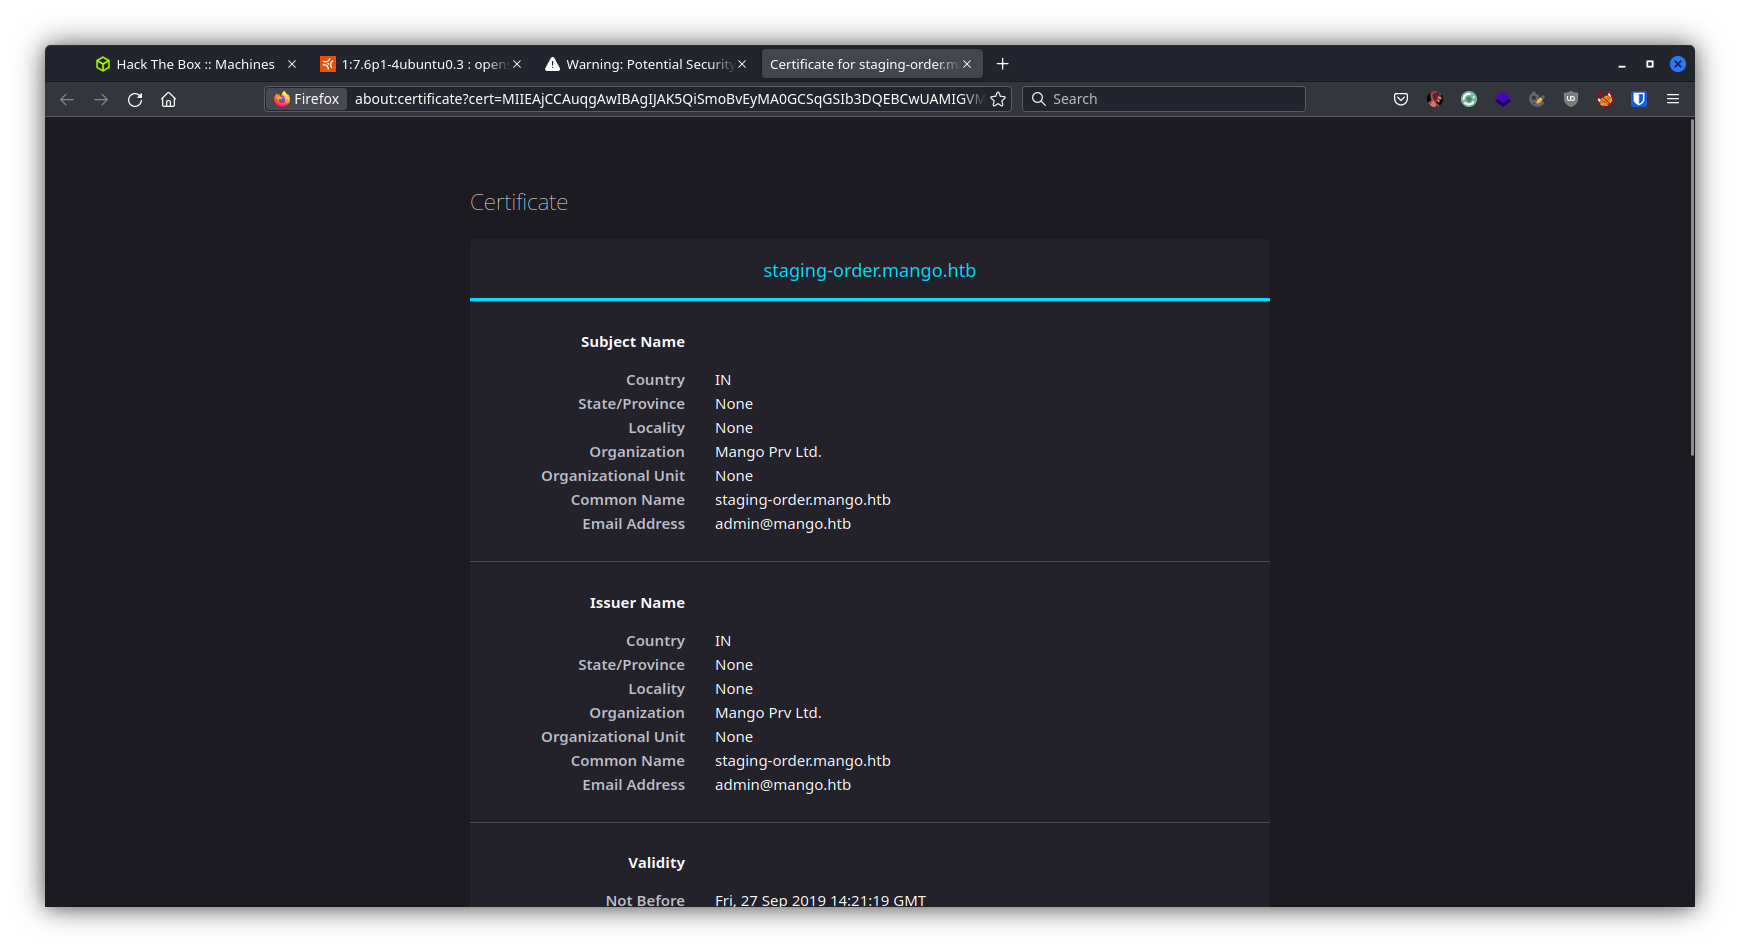 Hack The Box :: Machines
1:7.6p1-4ubuntu0.3 : open
Warning: Potential Security
Certificate for staging-order.m
Firefox about:certificate?cert=MIIEAjCCAuqgAwIBAgIJAK5QiSmoBvEyMA0GCSqGSIb3DQEBCwUAMIGVM
Search
Certificate
staging-order.mango.htb
Subject Name
Country IN
State/Province None
Locality None
Organization Mango Prv Ltd.
Organizational Unit None
Common Name staging-order.mango.htb
Email Address admin@mango.htb
Issuer Name
Country IN
State/Province None
Locality None
Organization Mango Prv Ltd.
Organizational Unit None
Common Name staging-order.mango.htb
Email Address admin@mango.htb
Validity
Not Before Fri, 27 Sep 2019 14:21:19 GMT